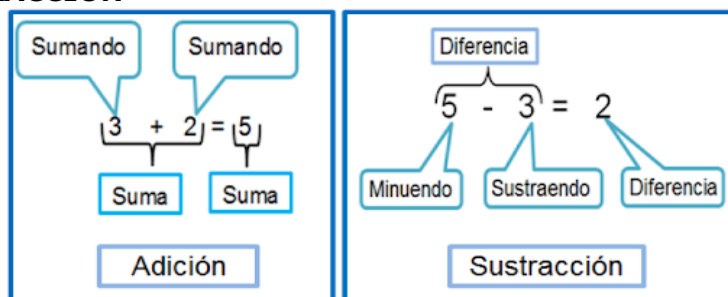 Sumando Sumando
3 + 2 = 5
Suma Suma
Adición
Diferencia
5 - 3 = 2
Minuendo Sustraendo Diferencia
Sustracción